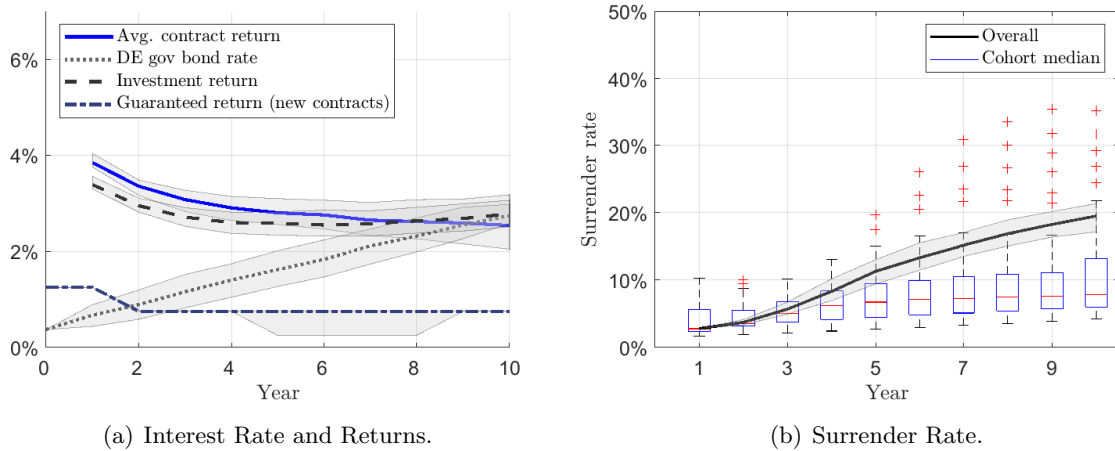 6%
4%
2%
0%
0
2
4
6
8
10
Year
Avg. contract return
DE gov bond rate
Investment return
Guaranteed return (new contracts)
(a) Interest Rate and Returns.
50%
40%
30%
20%
10%
0%
Surrender rate
1
3
5
7
9
Year
Overall
Cohort median
(b) Surrender Rate.